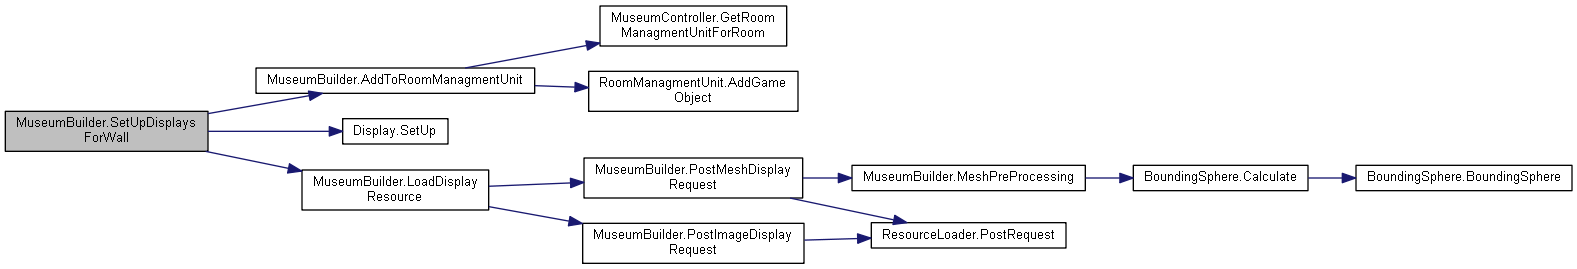 MuseumController.GetRoom
ManagmentUnitForRoom
MuseumBuilder.AddToRoomManagmentUnit
RoomManagmentUnit.AddGame
Object
MuseumBuilder.SetUpDisplays
ForWall
Display.SetUp
MuseumBuilder.LoadDisplay
Resource
MuseumBuilder.PostMeshDisplay
Request
MuseumBuilder.MeshPreProcessing
BoundingSphere.Calculate
BoundingSphere.BoundingSphere
MuseumBuilder.PostImageDisplay
Request
ResourceLoader.PostRequest